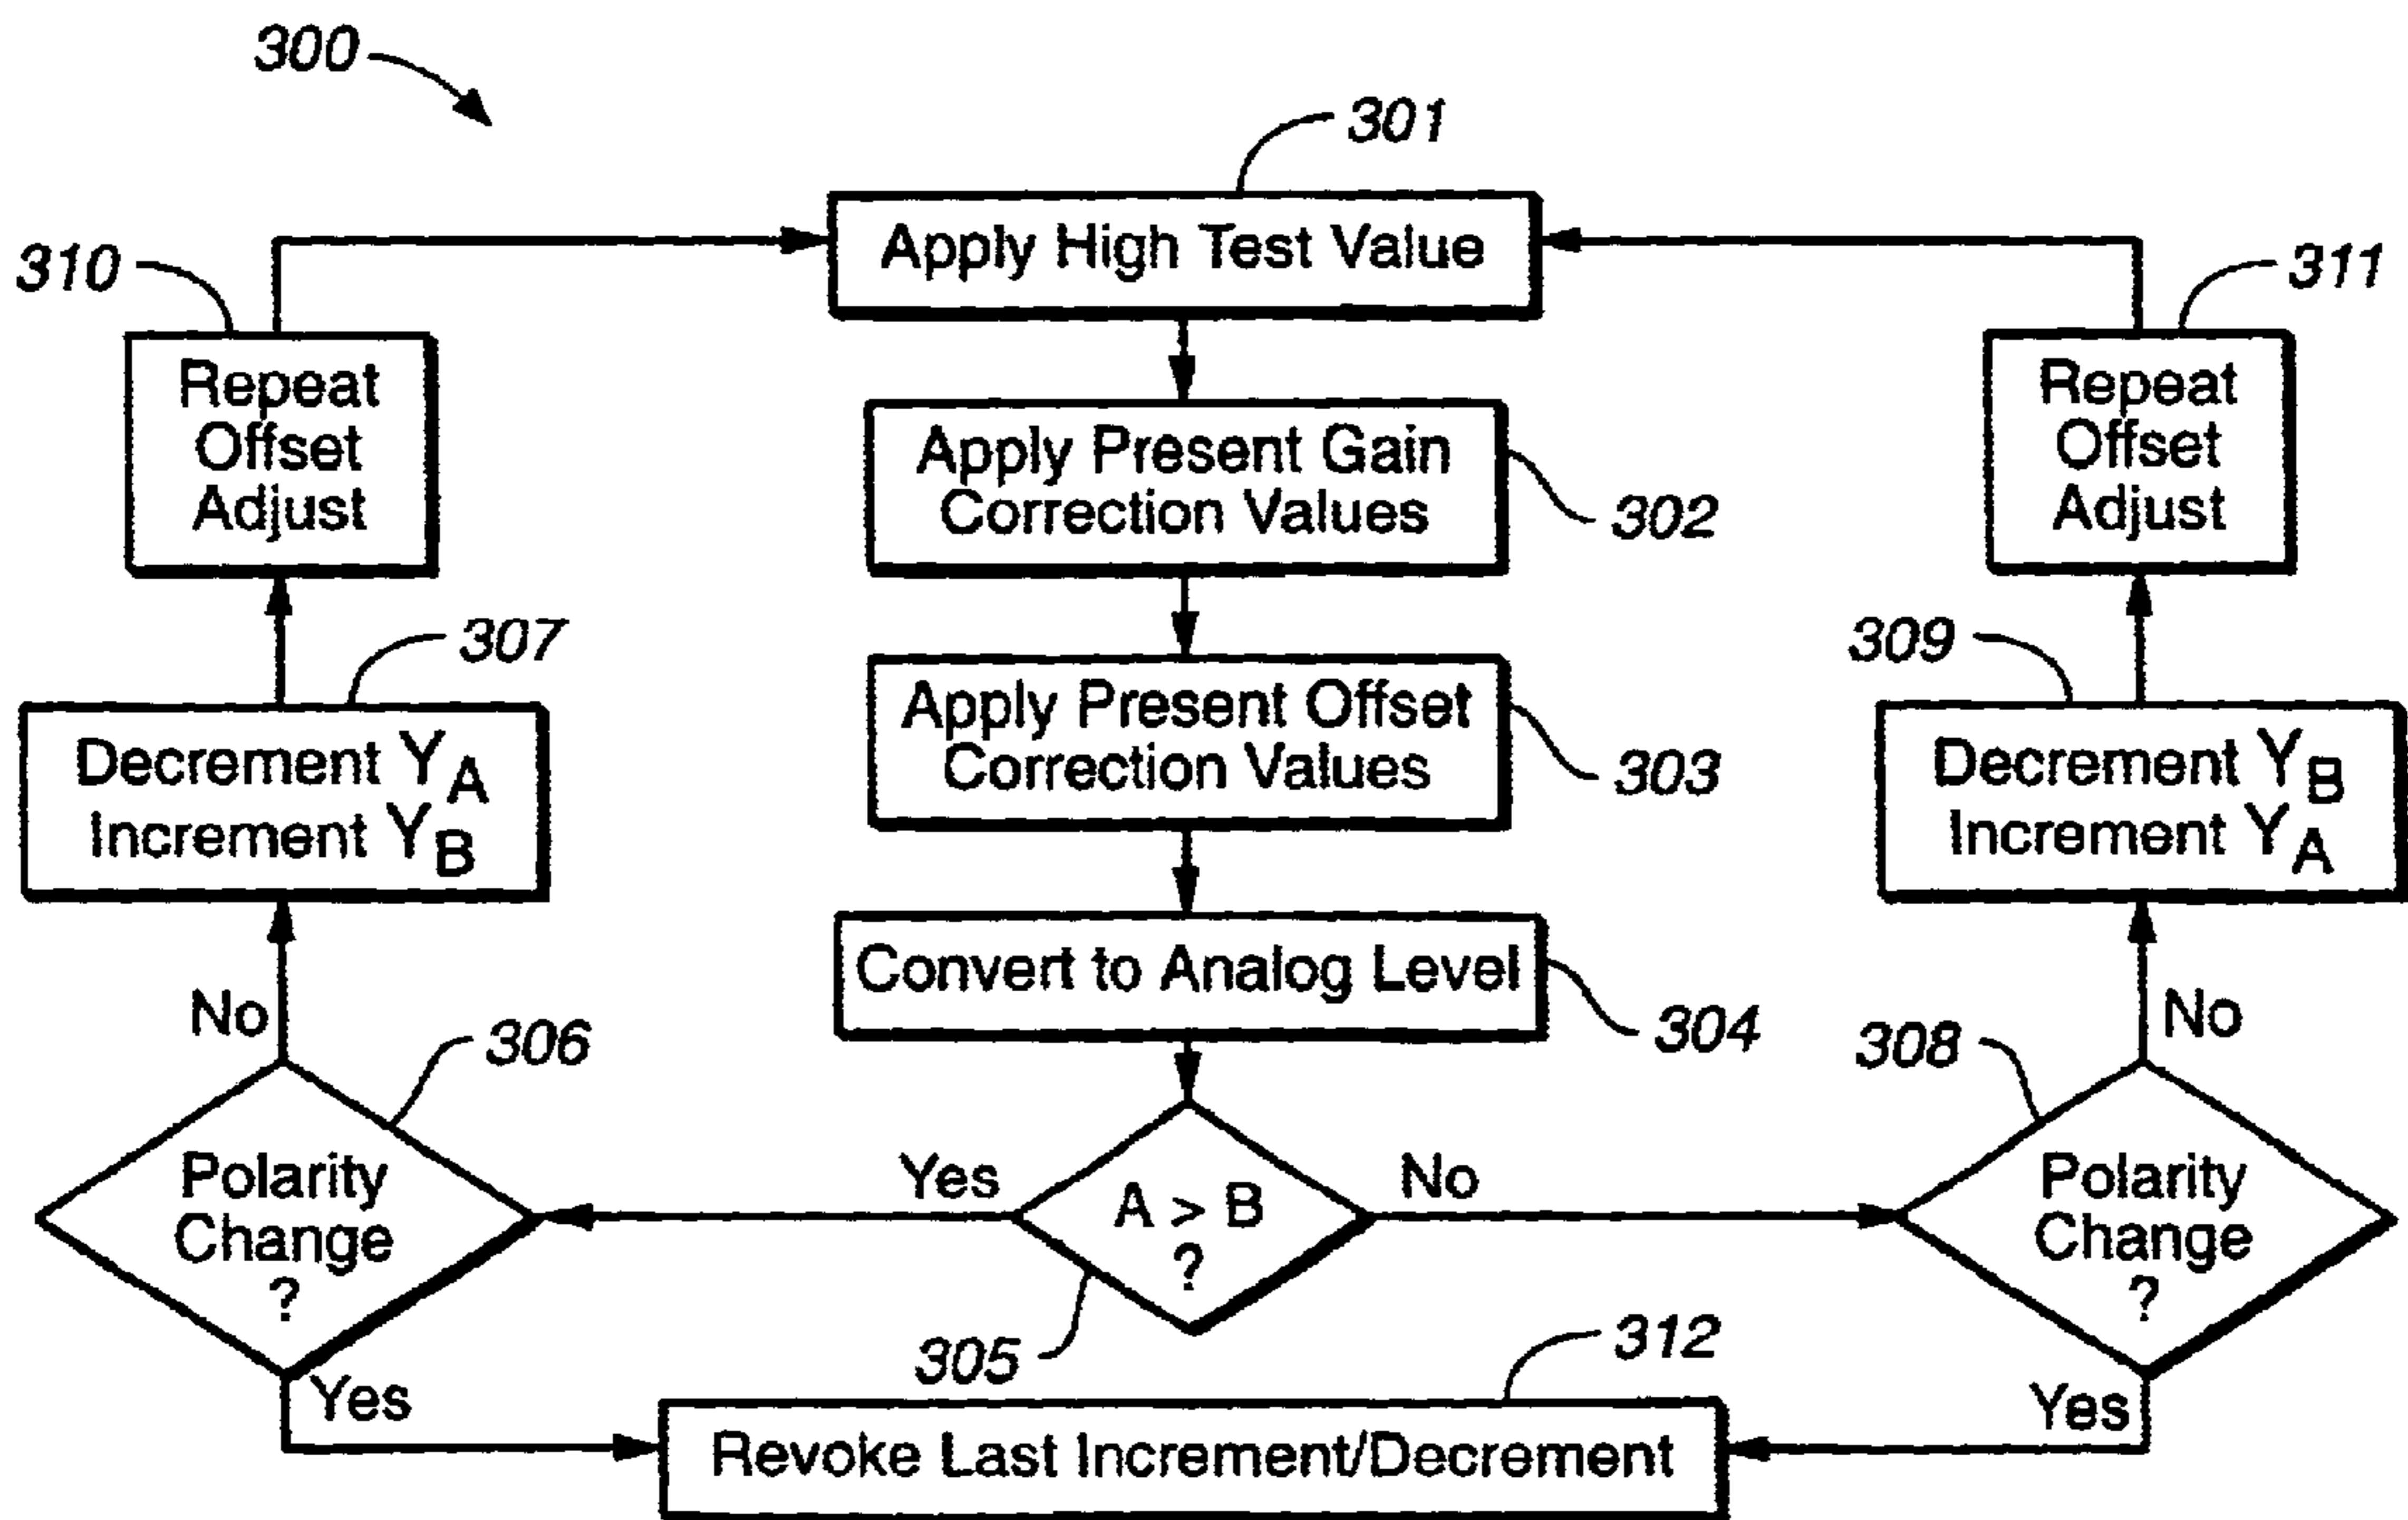 300
301
Apply High Test Value
310
311
Repeat
Offset
Adjust
Apply Present Gain
Correction Values
302
Repeat
Offset
Adjust
307
Decrement YA
Increment YB
Apply Present Offset
Correction Values
303
309
Decrement YB
Increment YA
Convert to Analog Level
304
No
306
Polarity
Change
?
Yes
Yes
A > B
?
305
No
No
308
Polarity
Change
?
Yes
312
Revoke Last Increment/Decrement